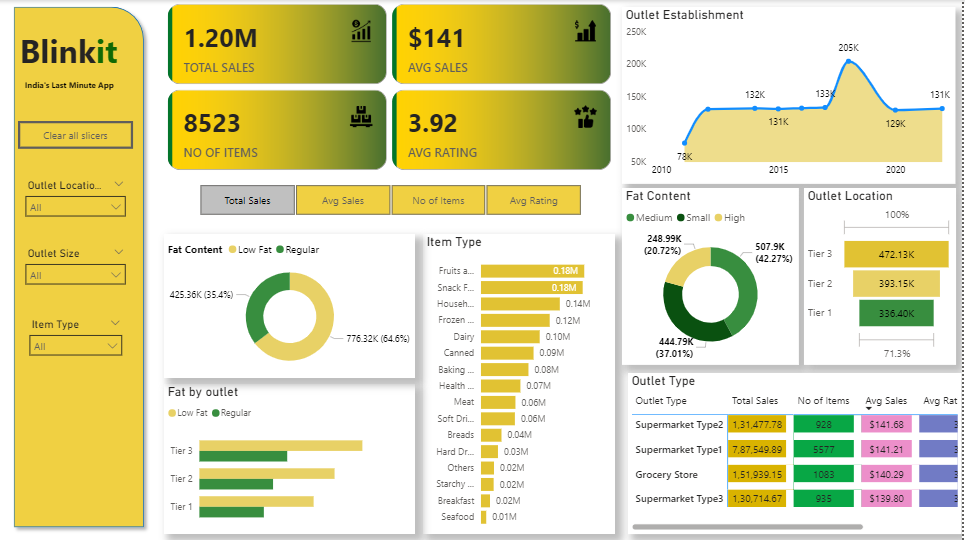 Blinkit
India's Last Minute App
Clear all slicers
Outlet Locatio...
All
Outlet Size
All
Item Type
All
1.20M
TOTAL SALES
$141
AVG SALES
8523
NO OF ITEMS
3.92
AVG RATING
Total Sales
Avg Sales
No of Items
Avg Rating
Fat Content Low Fat Regular
425.36K (35.4%)
776.32K (64.6%)
Fat by outlet
Low Fat Regular
Tier 3
Tier 2
Tier 1
Item Type
Fruits a... 0.18M
Snack F... 0.18M
Househ... 0.14M
Frozen ... 0.12M
Dairy 0.10M
Canned 0.09M
Baking ... 0.08M
Health ... 0.07M
Meat 0.06M
Soft Dri... 0.06M
Breads 0.04M
Hard Dr... 0.03M
Others 0.02M
Starchy ... 0.02M
Breakfast 0.02M
Seafood 0.01M
Outlet Establishment
250K
200K
150K
100K
50K
78K
132K
131K
133K
205K
129K
131K
2010 2015 2020
Fat Content
Medium Small High
248.99K
(20.72%)
507.9K
(42.27%)
444.79K
(37.01%)
Outlet Location
100%
Tier 3 472.13K
Tier 2 393.15K
Tier 1 336.40K
71.3%
Outlet Type
Outlet Type Total Sales No of Items Avg Sales Avg Rat
Supermarket Type2 1,31,477.78 928 $141.68 3
Supermarket Type1 7,87,549.89 5577 $141.21 3
Grocery Store 1,51,939.15 1083 $140.29 3
Supermarket Type3 1,30,714.67 935 $139.80 3